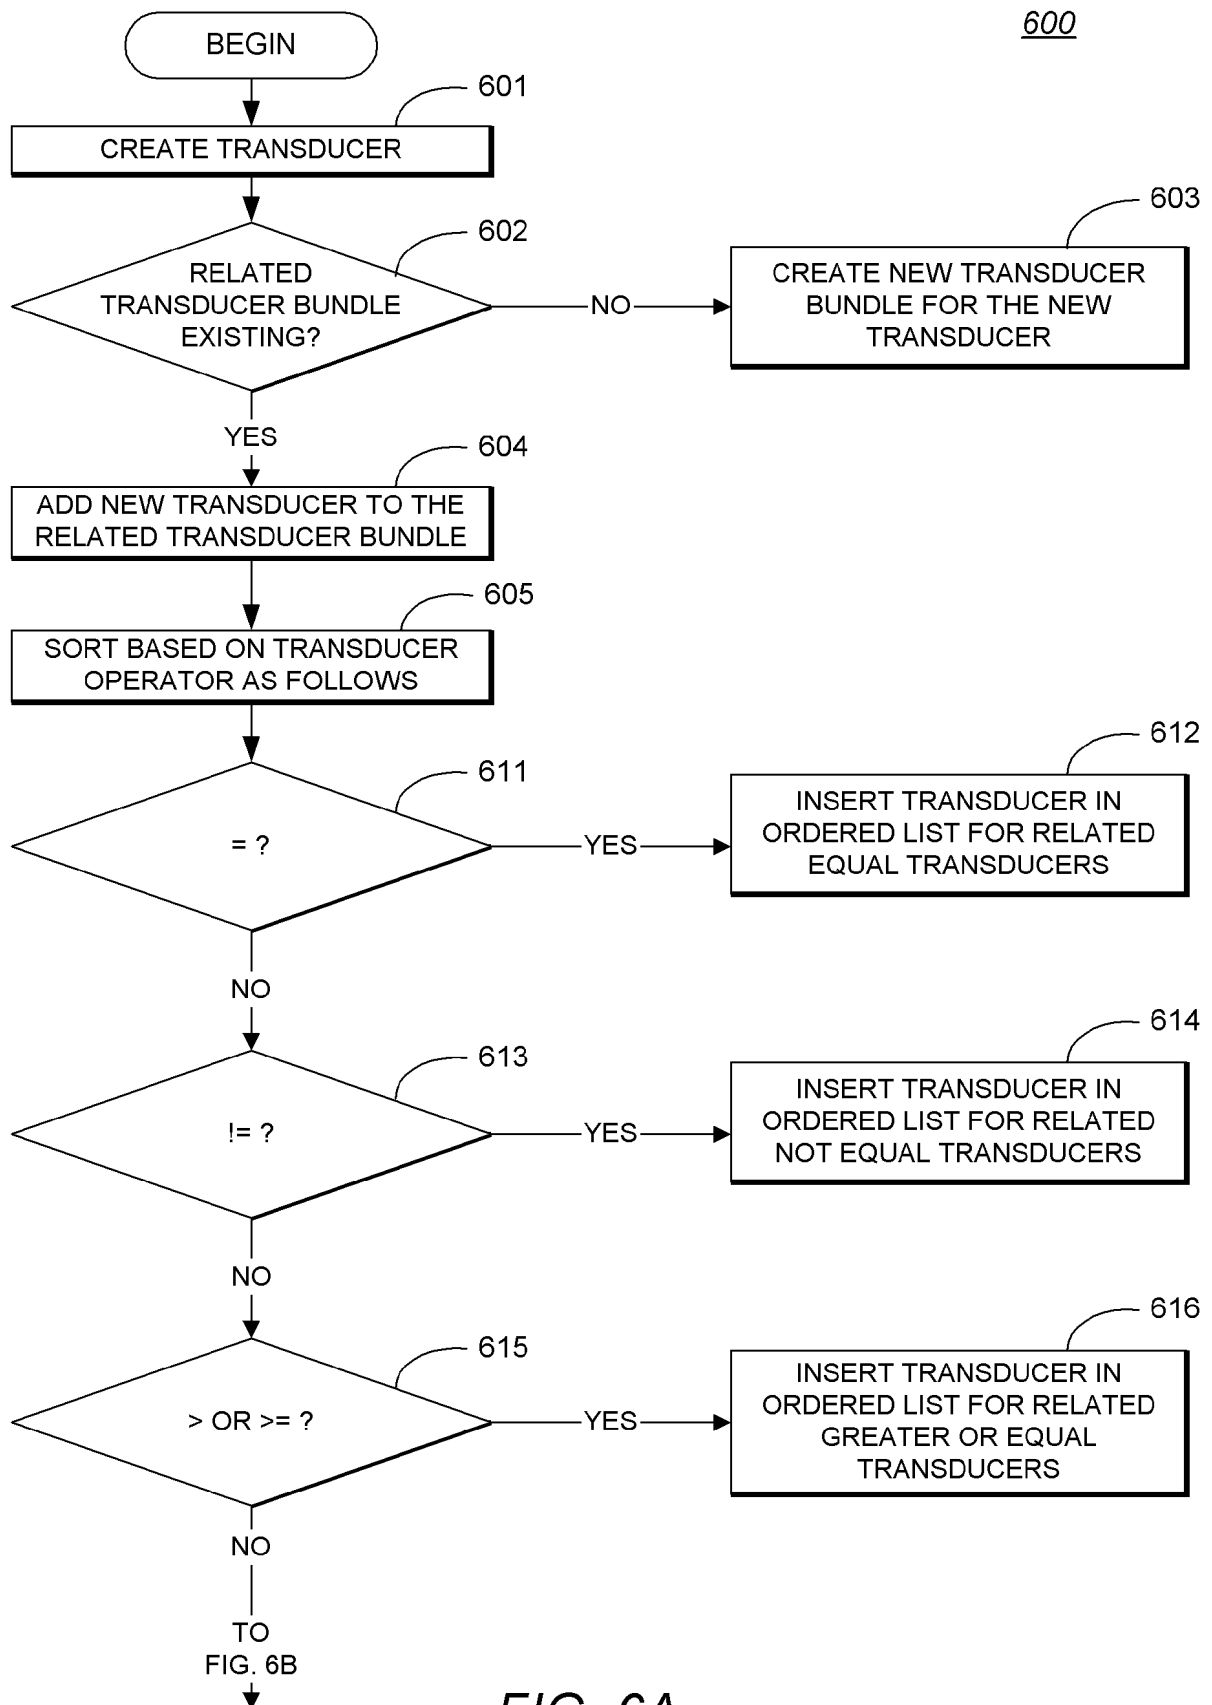 600
BEGIN
601
CREATE TRANSDUCER
602
RELATED
TRANSDUCER BUNDLE
EXISTING?
NO
603
CREATE NEW TRANSDUCER
BUNDLE FOR THE NEW
TRANSDUCER
YES
604
ADD NEW TRANSDUCER TO THE
RELATED TRANSDUCER BUNDLE
605
SORT BASED ON TRANSDUCER
OPERATOR AS FOLLOWS
611
= ?
YES
612
INSERT TRANSDUCER IN
ORDERED LIST FOR RELATED
EQUAL TRANSDUCERS
NO
613
!= ?
YES
614
INSERT TRANSDUCER IN
ORDERED LIST FOR RELATED
NOT EQUAL TRANSDUCERS
NO
615
> OR >= ?
YES
616
INSERT TRANSDUCER IN
ORDERED LIST FOR RELATED
GREATER OR EQUAL
TRANSDUCERS
NO
TO
FIG. 6B
FIG. 6A